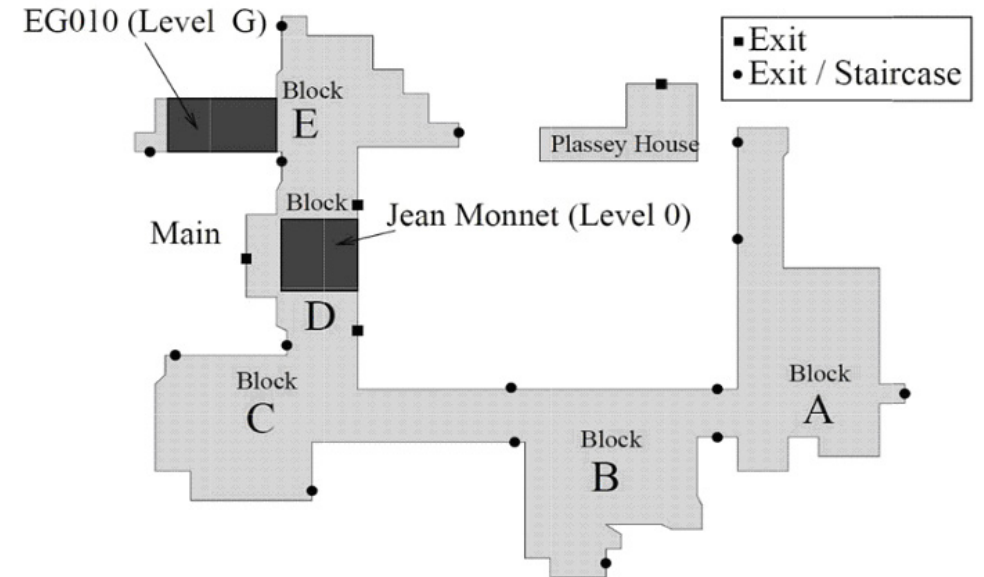 EG010 (Level G)
Exit
Exit / Staircase
Block
E
Plassey House
Block
Jean Monnet (Level 0)
Main
D
Block
C
Block
A
Block
B